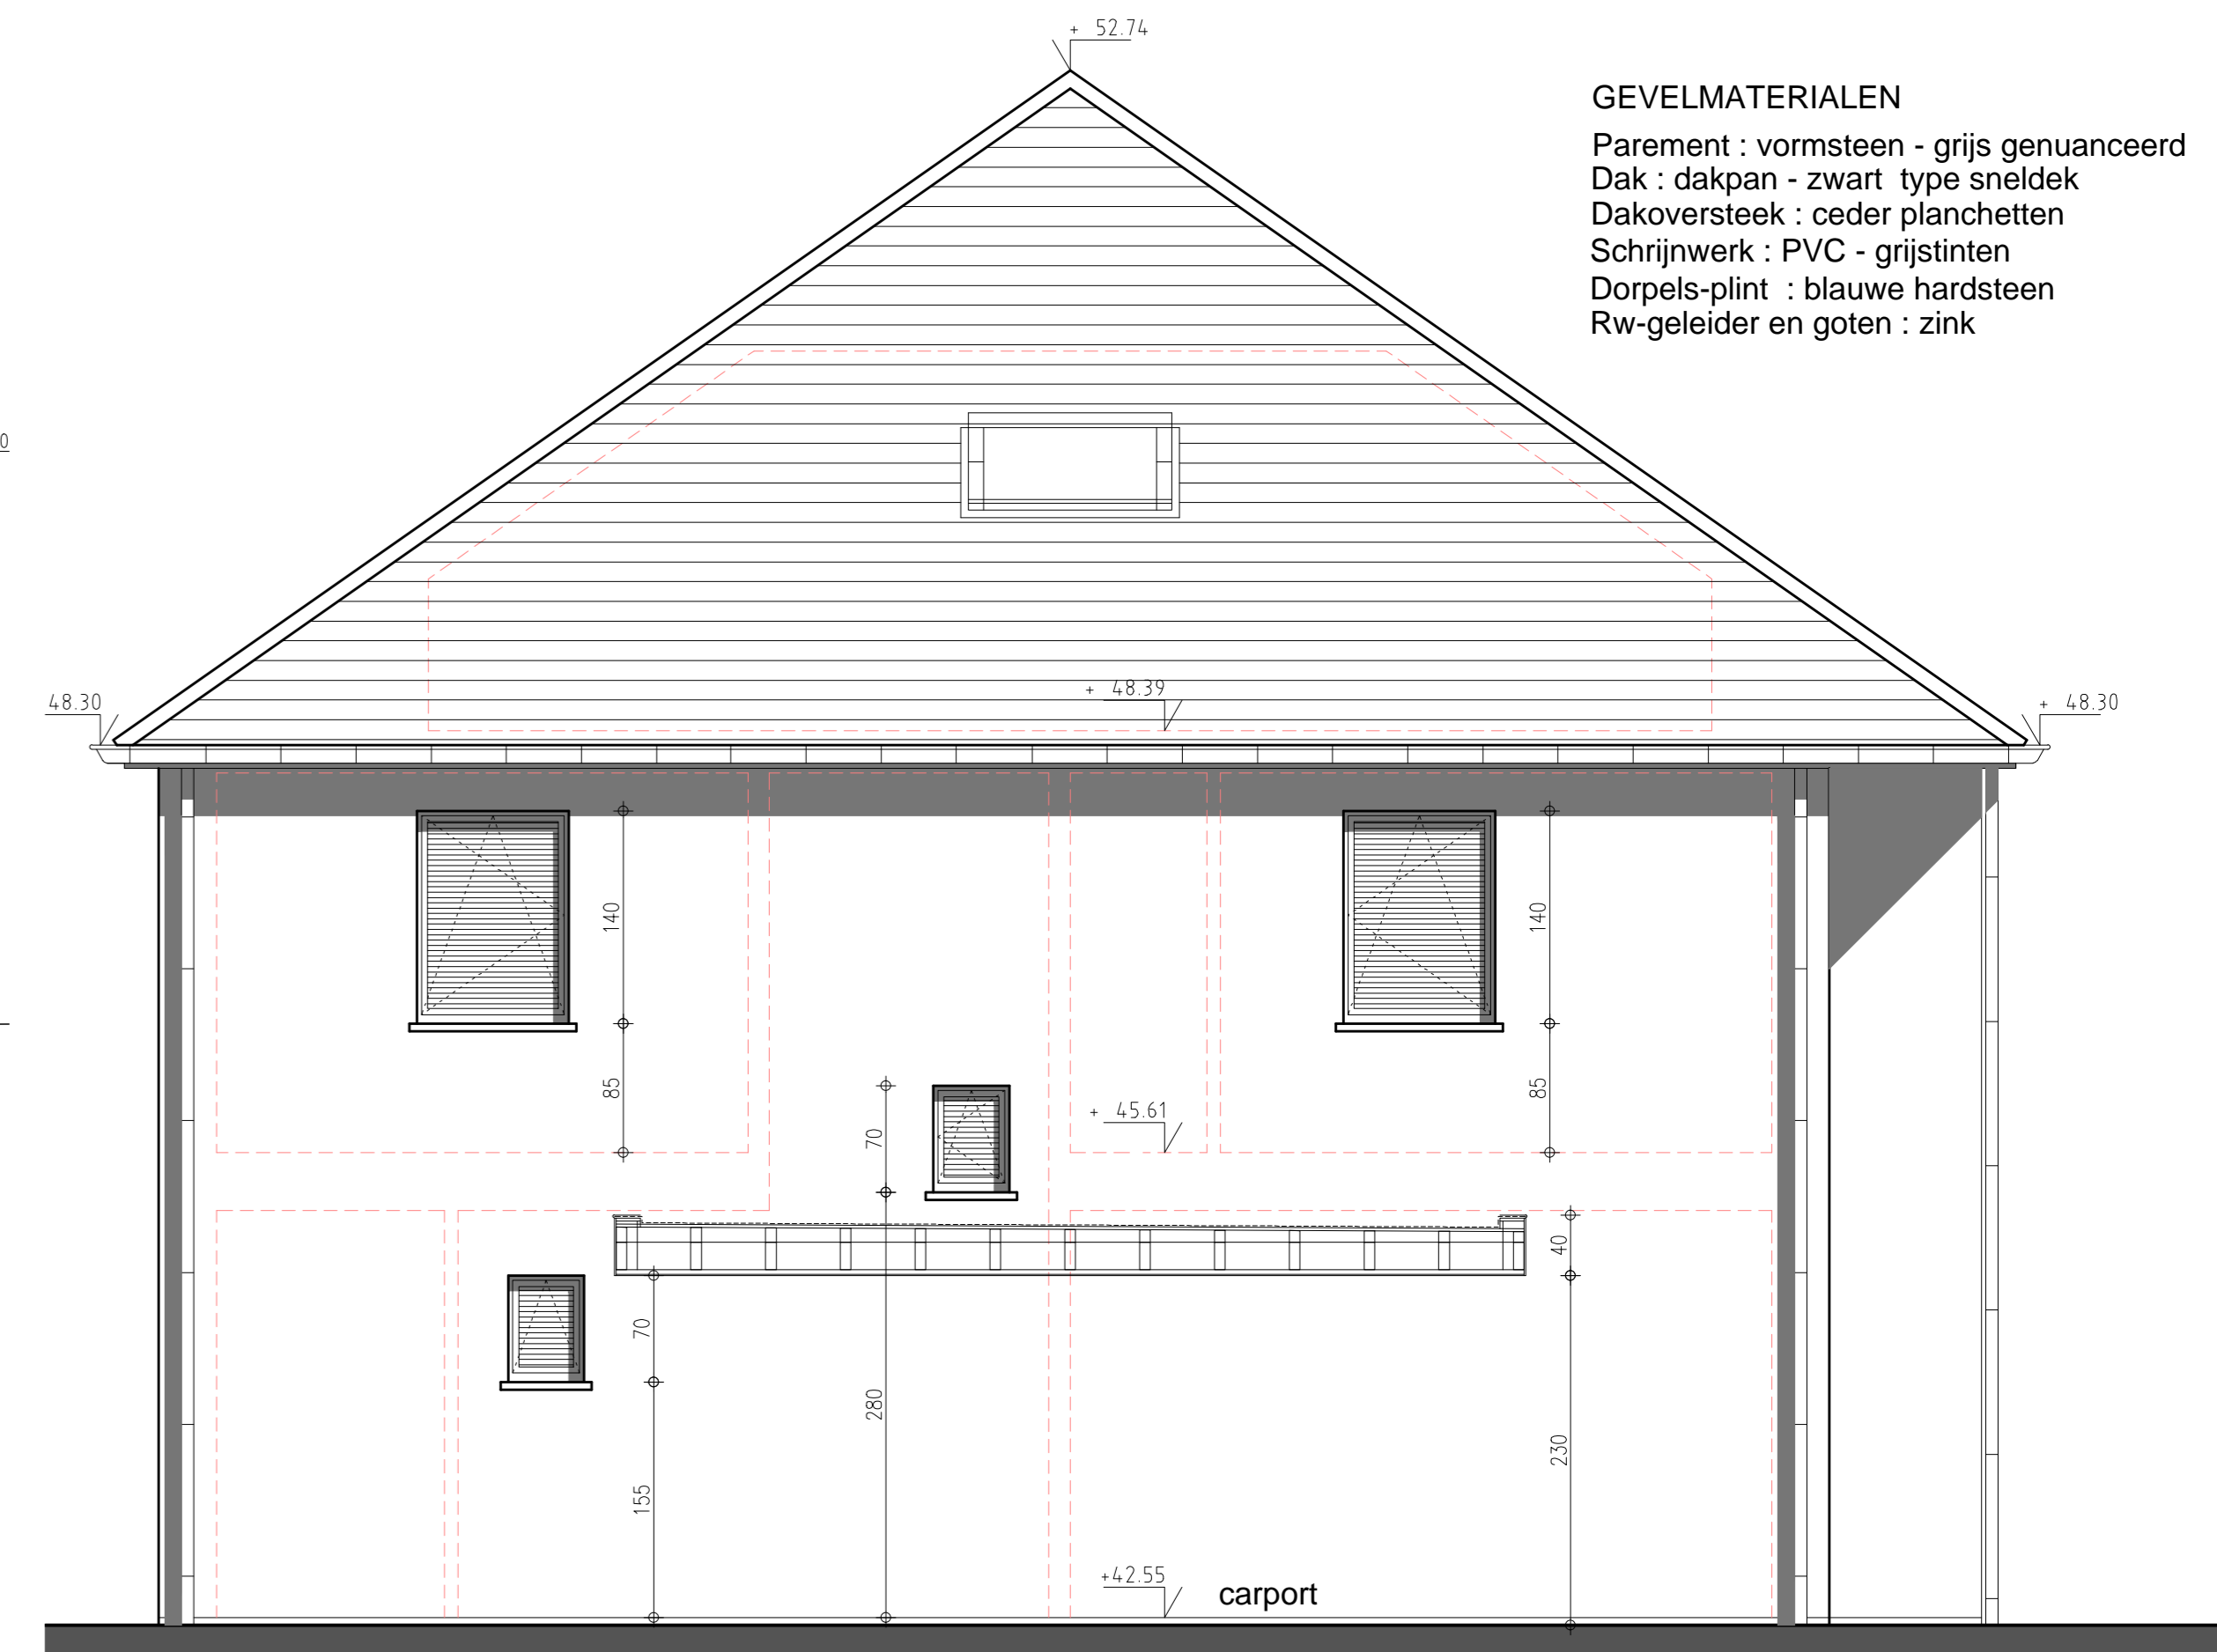 + 52.74
GEVELMATERIALEN
Parement : vormsteen - grijs genuanceerd
Dak : dakpan - zwart type sneldek
Dakoversteek : ceder planchetten
Schrijnwerk : PVC - grijstinten
Dorpels-plint : blauwe hardsteen
Rw-geleider en goten : zink
0
48.30
+ 48.39
+ 48.30
140
140
85
85
70
+ 45.61
40
70
280
230
155
+42.55
carport